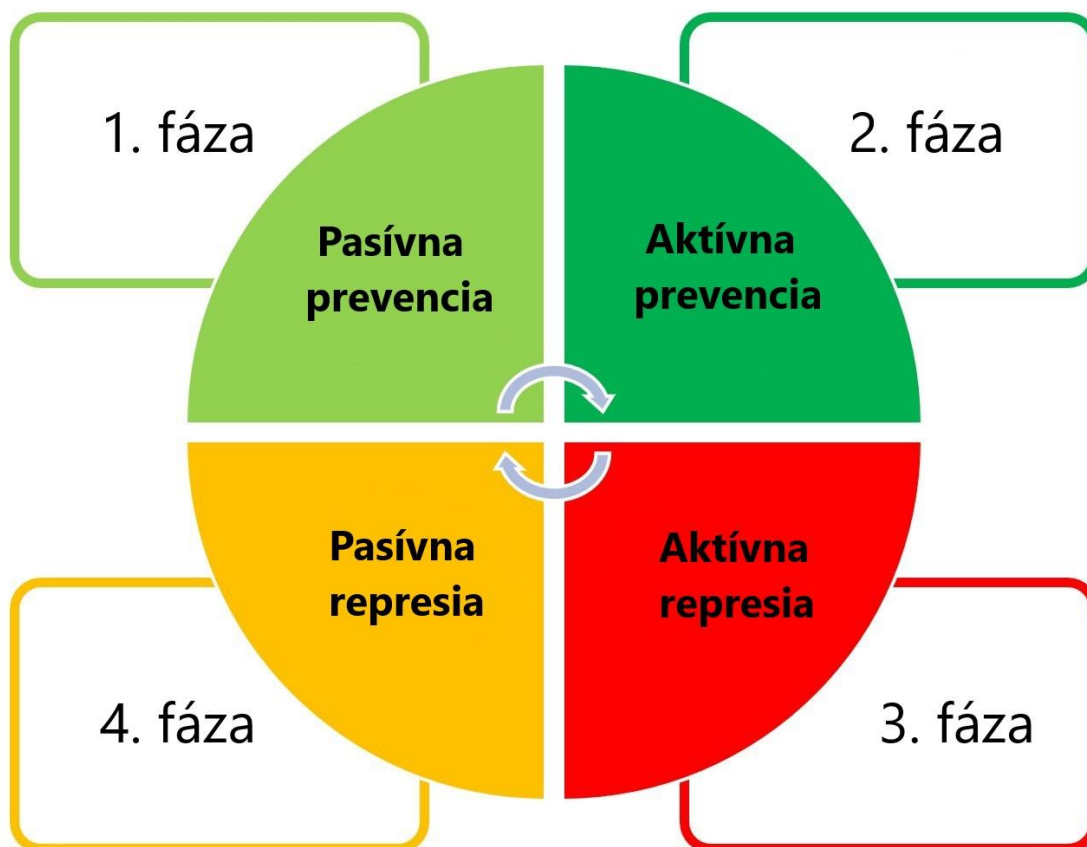 1. fáza
2. fáza
Pasívna
prevencia
Aktívna
prevencia
Pasívna
represia
Aktívna
represia
4. fáza
3. fáza